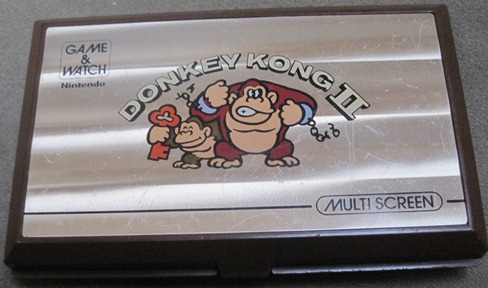 GAME
&
WATCH
Nintendo
DONKEY KONG II
MULTI SCREEN